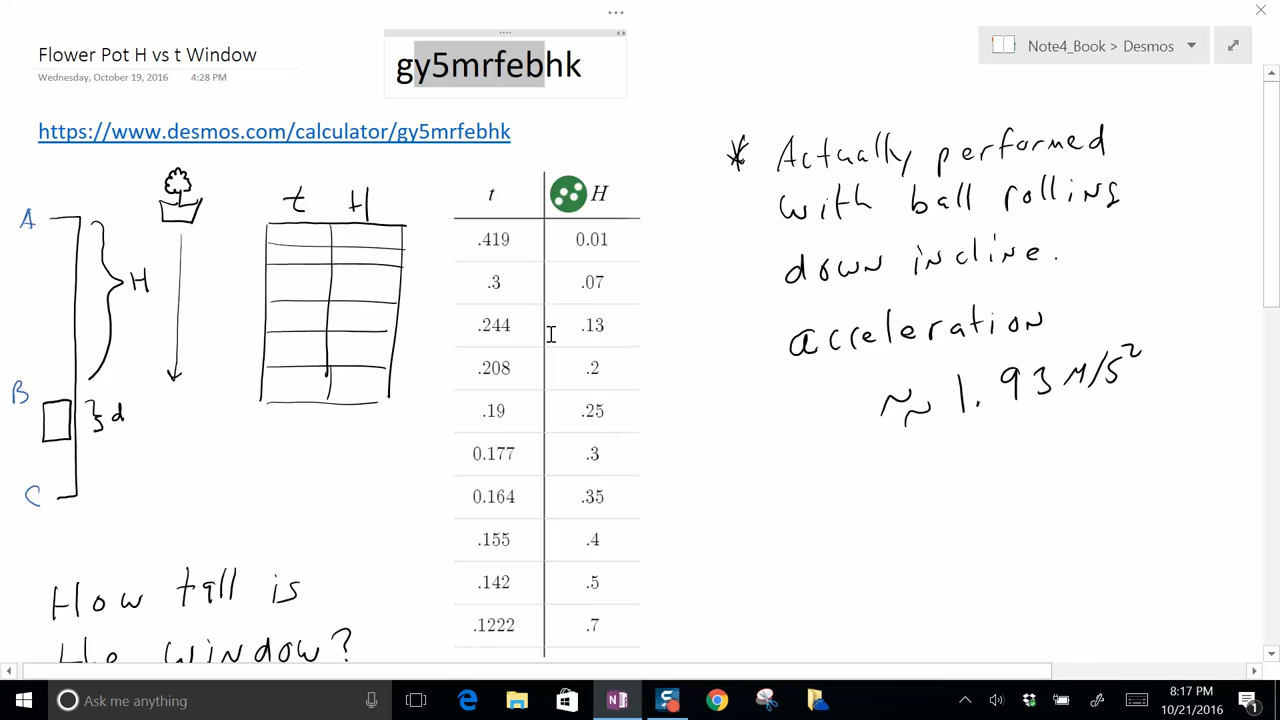 Flower Pot H vs t Window
Wednesday, October 19, 2016 4:28 PM
gy5mrfebhk
Note4_Book > Desmos
https://www.desmos.com/calculator/gy5mrfebhk
A
H
B
d
C
t H
t H
.419 0.01
.3 .07
.244 .13
.208 .2
.19 .25
0.177 .3
0.164 .35
.155 .4
.142 .5
.1222 .7
* Actually performed
with ball rolling
down incline.
acceleration
≈ 1.93 M/S²
How tall is
the window?
Ask me anything
8:17 PM
10/21/2016
1